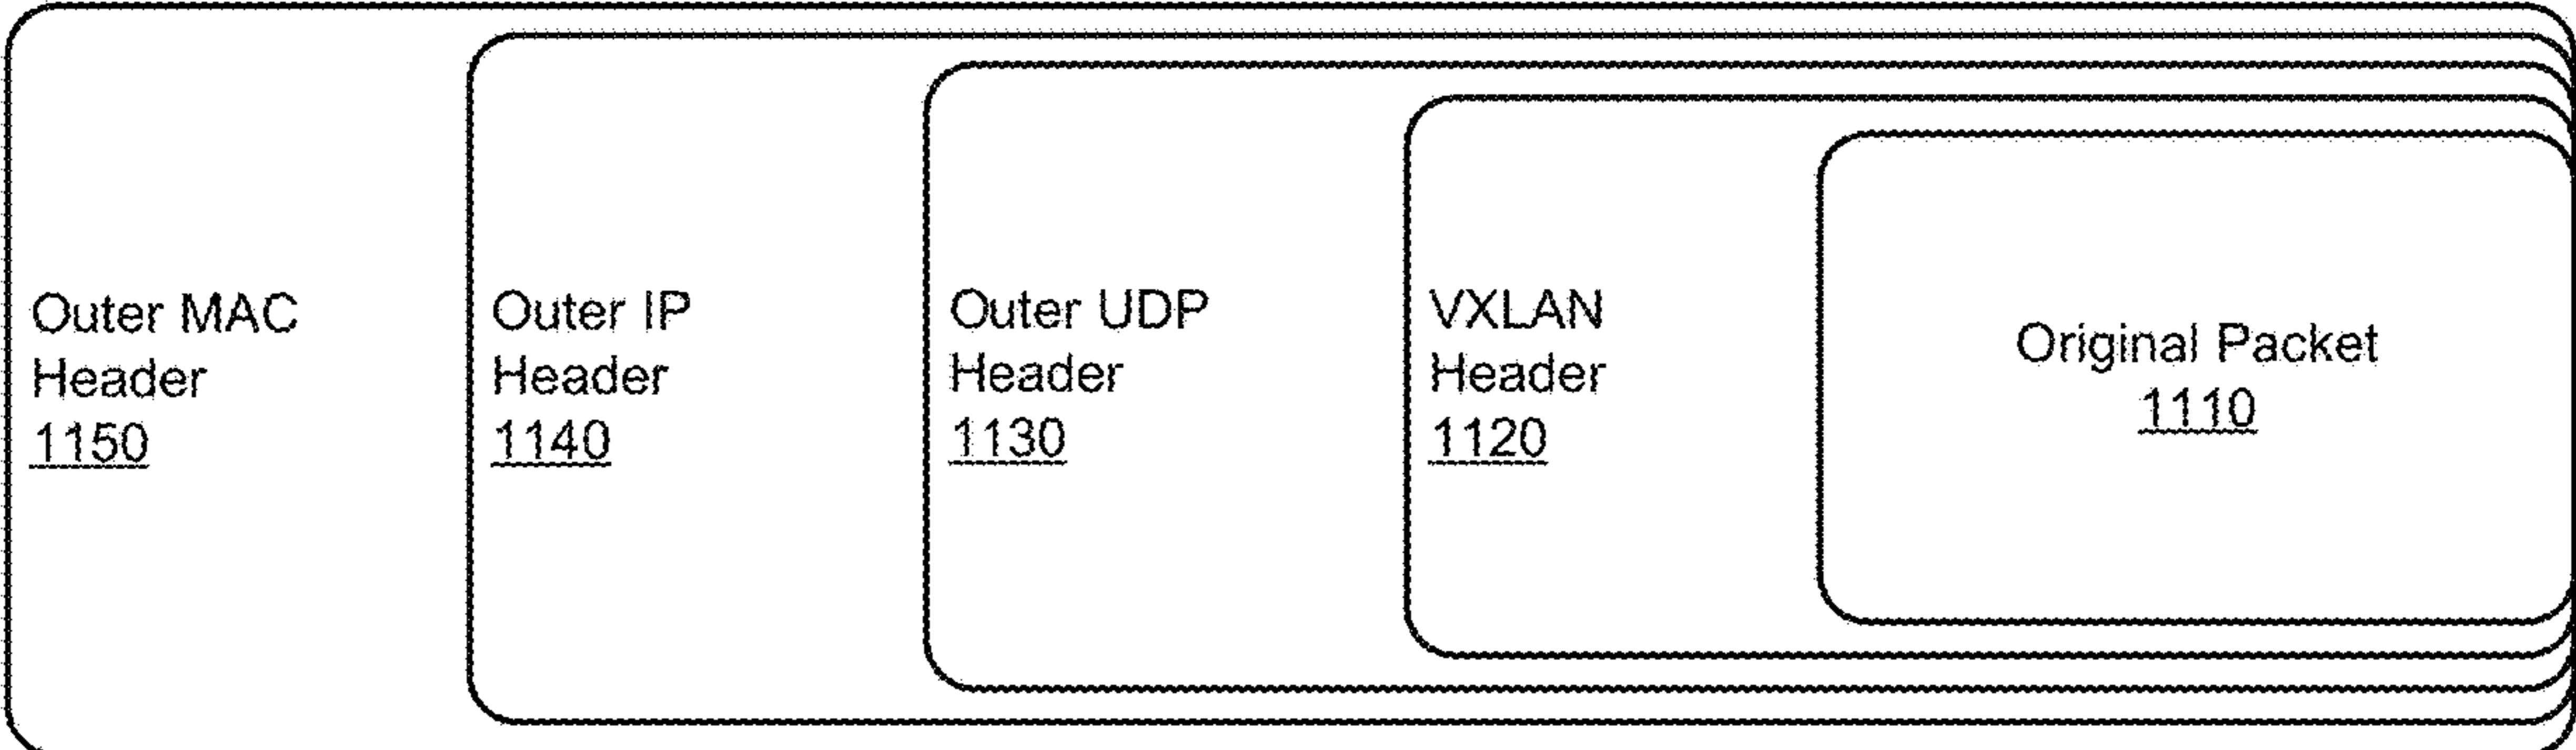 Outer MAC
Header
1150
Outer IP
Header
1140
Outer UDP
Header
1130
VXLAN
Header
1120
Original Packet
1110